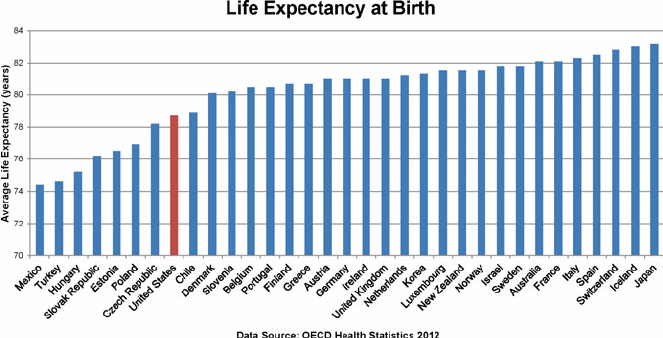 Life Expectancy at Birth
Average Life Expectancy (years)
84
82
80
78
76
74
72
70
Mexico
Turkey
Hungary
Slovak Republic
Estonia
Poland
Czech Republic
United States
Chile
Denmark
Slovenia
Belgium
Portugal
Finland
Greece
Austria
Germany
Ireland
United Kingdom
Netherlands
Korea
Luxembourg
New Zealand
Norway
Israel
Sweden
Australia
France
Italy
Spain
Switzerland
Iceland
Japan
Data Source: OECD Health Statistics 2012